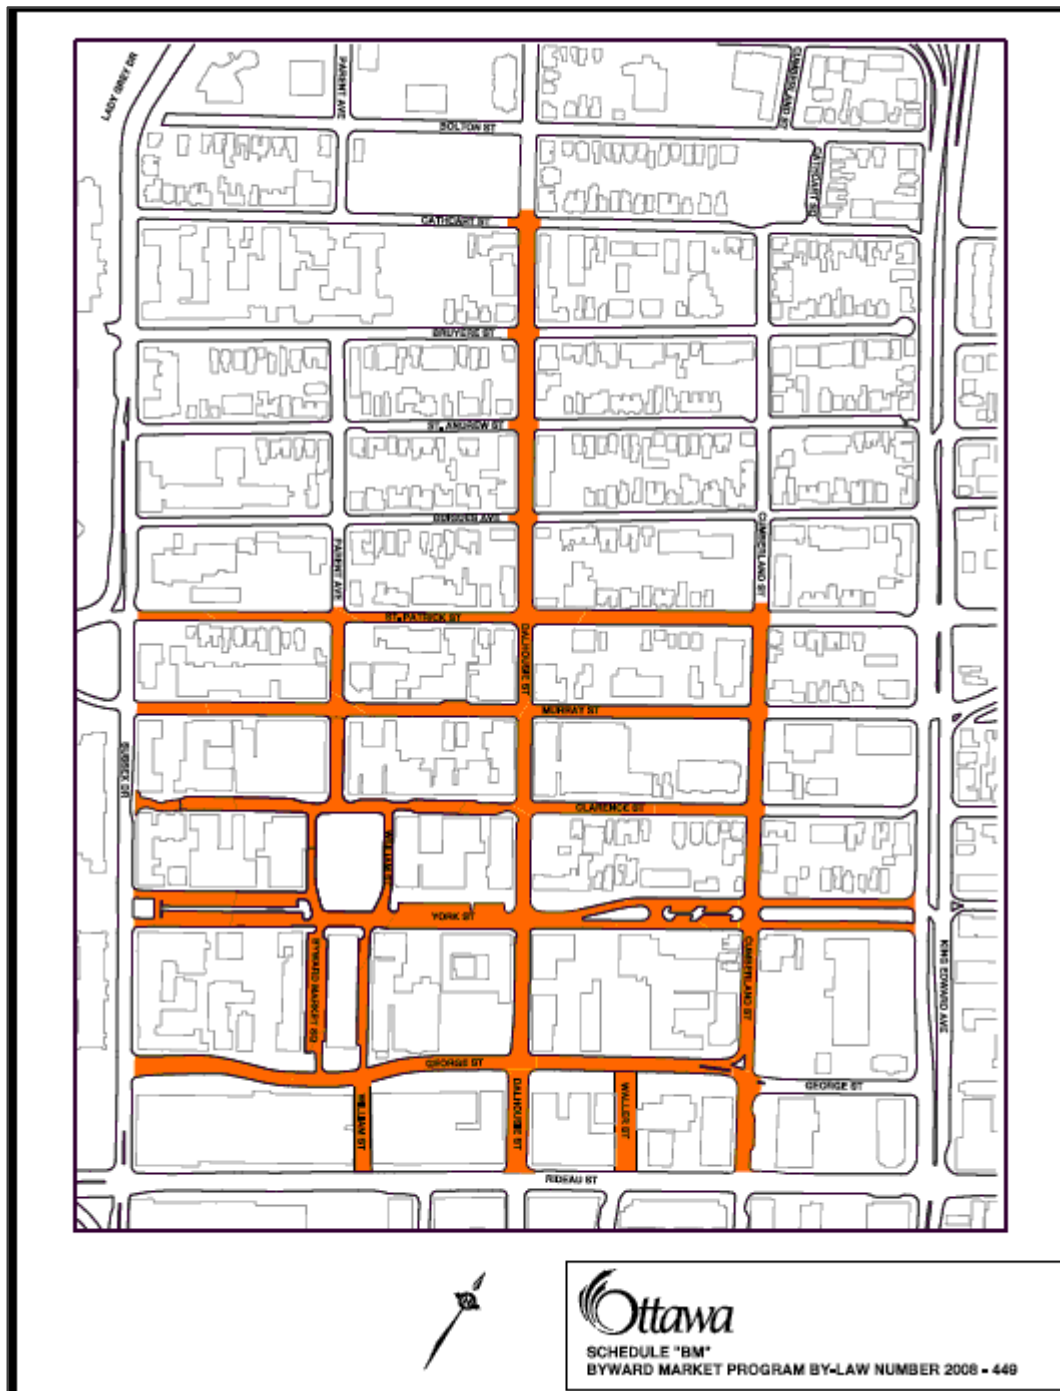 LADY GREY DR
PARENT AVE
CUMBERLAND ST
BOLTON ST
CATHCART SQ
CATHCART ST
BRUYERE ST
ST. ANDREW ST
GUIGUES AVE
PARENT AVE
CUMBERLAND ST
ST. PATRICK ST
DALHOUSIE ST
MURRAY ST
SUSSEX DR
CLARENCE ST
WILLIAM ST
YORK ST
BYWARD MARKET SQ
CUMBERLAND ST
KING EDWARD AVE
GEORGE ST
GEORGE ST
WILLIAM ST
DALHOUSIE ST
WALLER ST
RIDEAU ST
Ottawa
SCHEDULE "BM"
BYWARD MARKET PROGRAM BY-LAW NUMBER 2008 - 449